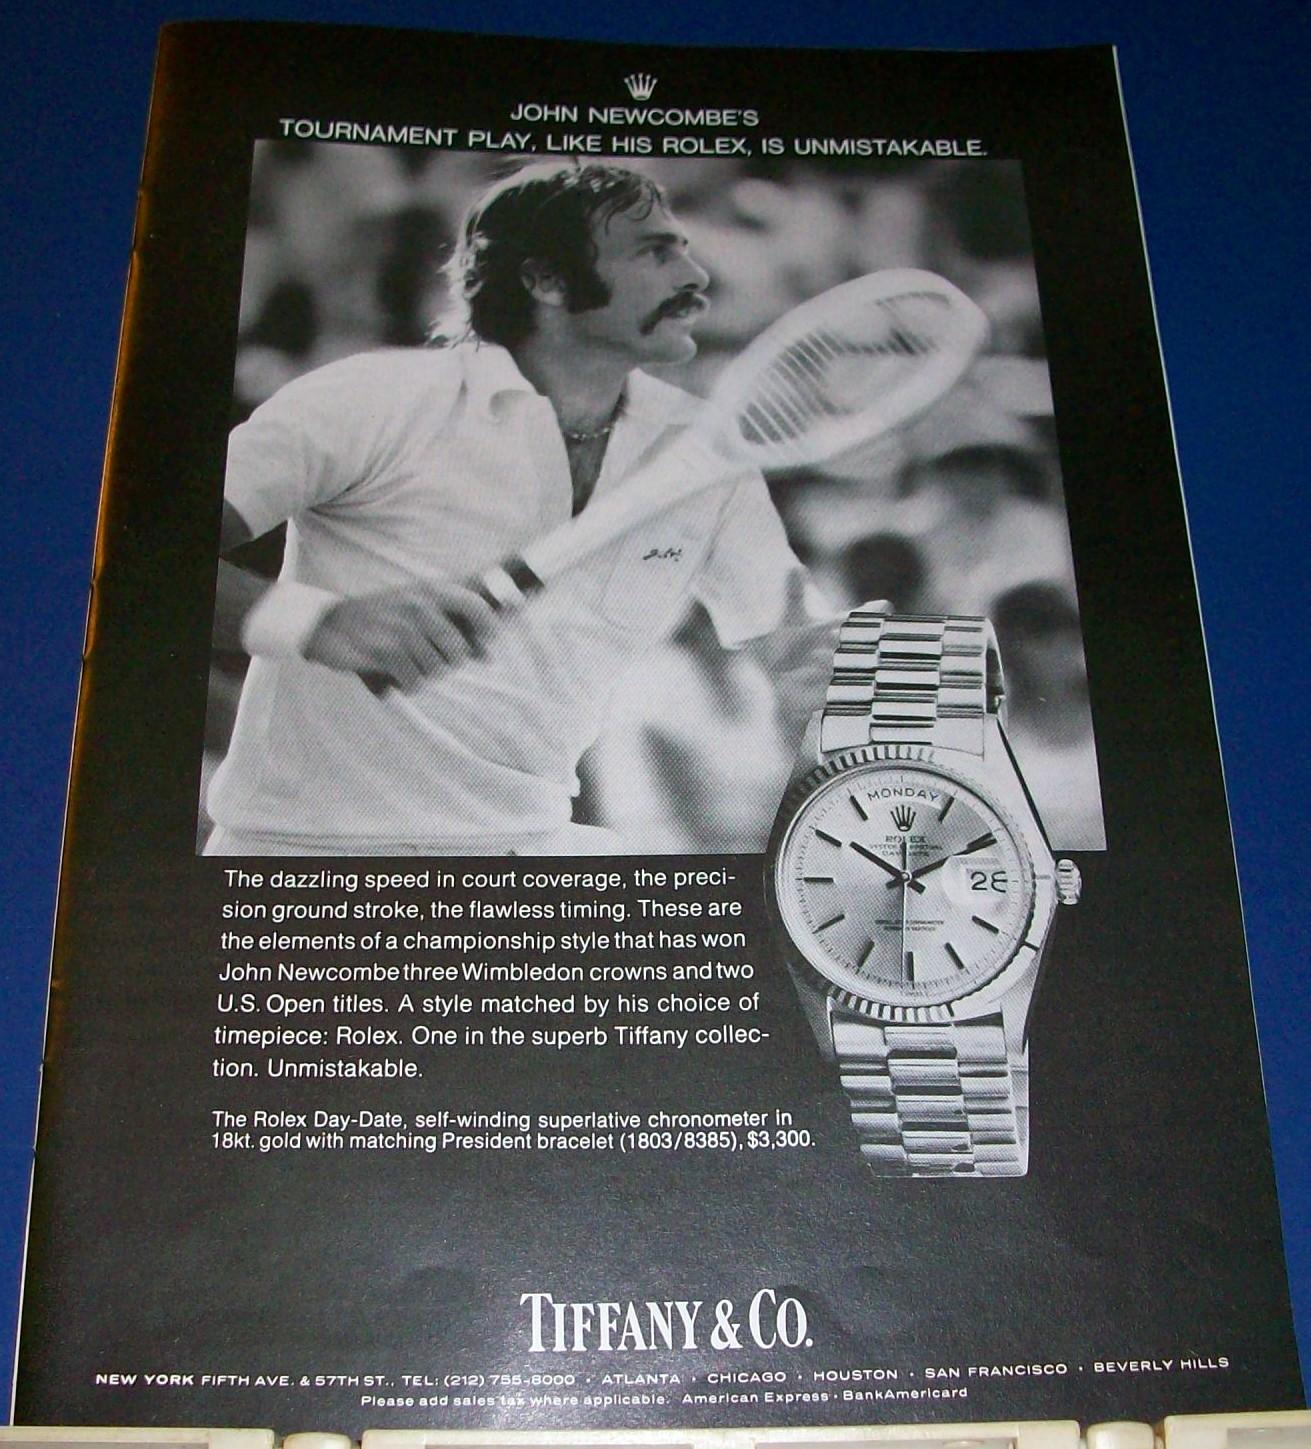 JOHN NEWCOMBE'S
TOURNAMENT PLAY, LIKE HIS ROLEX, IS UNMISTAKABLE.
MONDAY
ROLEX
28
The dazzling speed in court coverage, the preci-
sion ground stroke, the flawless timing. These are
the elements of a championship style that has won
John Newcombe three Wimbledon crowns and two
U.S. Open titles. A style matched by his choice of
timepiece: Rolex. One in the superb Tiffany collec-
tion. Unmistakable.
The Rolex Day-Date, self-winding superlative chronometer in
18kt. gold with matching President bracelet (1803/8385), $3,300.
TIFFANY & CO.
NEW YORK FIFTH AVE. & 57TH ST., TEL: (212) 755-8000 · ATLANTA · CHICAGO · HOUSTON · SAN FRANCISCO · BEVERLY HILLS
Please add sales tax where applicable. American Express · BankAmericard